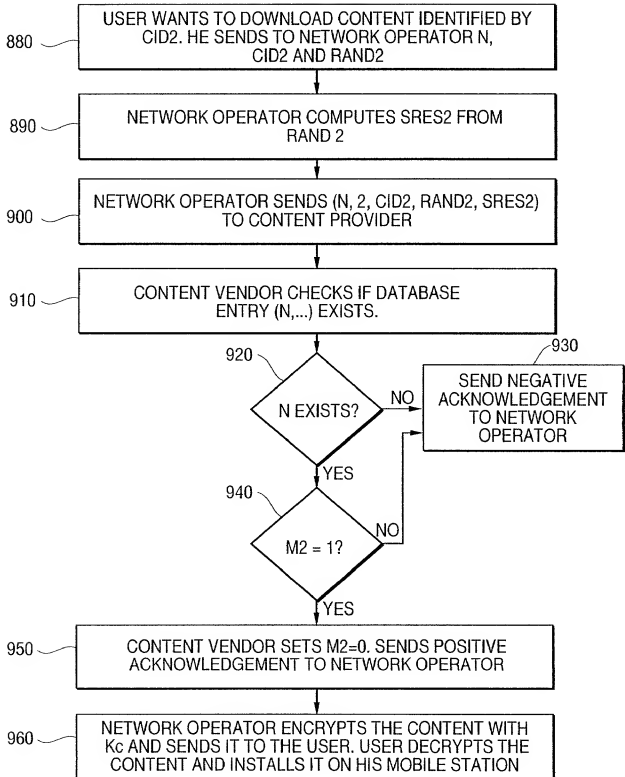 880
USER WANTS TO DOWNLOAD CONTENT IDENTIFIED BY
CID2. HE SENDS TO NETWORK OPERATOR N,
CID2 AND RAND2
890
NETWORK OPERATOR COMPUTES SRES2 FROM
RAND 2
900
NETWORK OPERATOR SENDS (N, 2, CID2, RAND2, SRES2)
TO CONTENT PROVIDER
910
CONTENT VENDOR CHECKS IF DATABASE
ENTRY (N,...) EXISTS.
920
N EXISTS?
NO
930
SEND NEGATIVE
ACKNOWLEDGEMENT
TO NETWORK
OPERATOR
YES
940
M2 = 1?
NO
YES
950
CONTENT VENDOR SETS M2=0. SENDS POSITIVE
ACKNOWLEDGEMENT TO NETWORK OPERATOR
960
NETWORK OPERATOR ENCRYPTS THE CONTENT WITH
Kc AND SENDS IT TO THE USER. USER DECRYPTS THE
CONTENT AND INSTALLS IT ON HIS MOBILE STATION